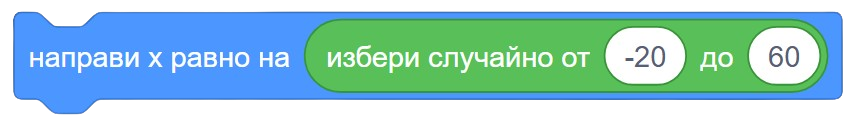 направи x равно на избери случайно от -20 до 60